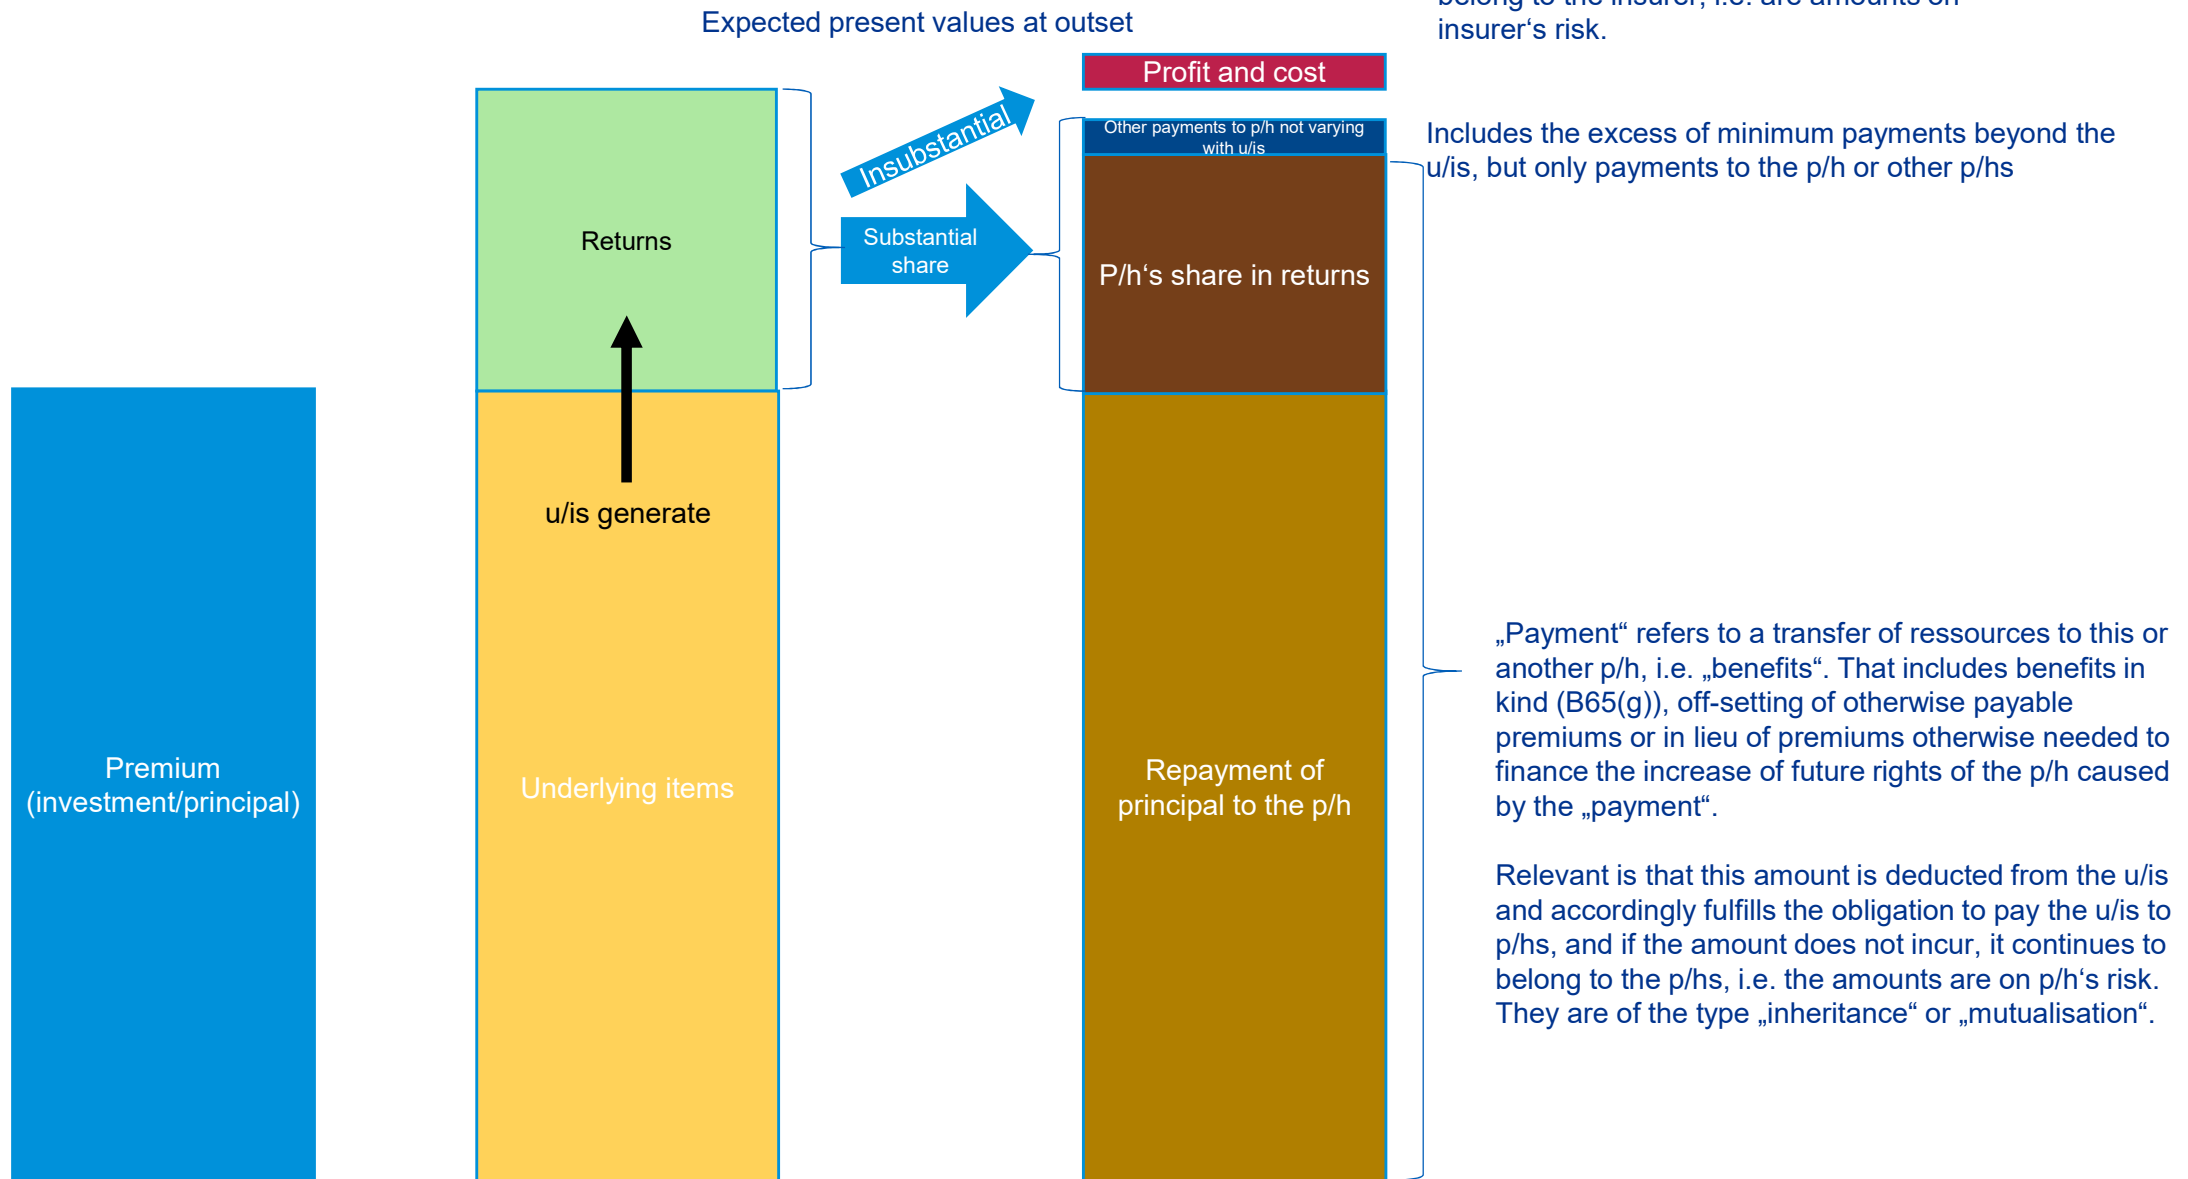 Expected present values at outset
belong to the insurer, i.e. are amounts on
insurer‘s risk.
Profit and cost
Insubstantial
Other payments to p/h not varying
with u/is
Includes the excess of minimum payments beyond the
u/is, but only payments to the p/h or other p/hs
Returns
Substantial
share
P/h‘s share in returns
u/is generate
„Payment“ refers to a transfer of ressources to this or
another p/h, i.e. „benefits“. That includes benefits in
kind (B65(g)), off-setting of otherwise payable
premiums or in lieu of premiums otherwise needed to
finance the increase of future rights of the p/h caused
by the „payment“.
Premium
(investment/principal)
Underlying items
Repayment of
principal to the p/h
Relevant is that this amount is deducted from the u/is
and accordingly fulfills the obligation to pay the u/is to
p/hs, and if the amount does not incur, it continues to
belong to the p/hs, i.e. the amounts are on p/h‘s risk.
They are of the type „inheritance“ or „mutualisation“.